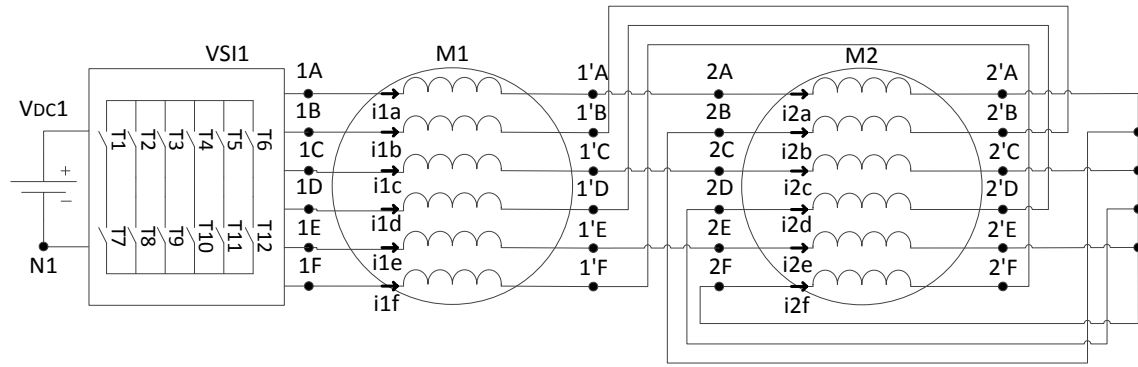 VSI1
M1
M2
VDC1
+
−
N1
T1
T2
T3
T4
T5
T6
T7
T8
T9
T10
T11
T12
1A
1B
1C
1D
1E
1F
i1a
i1b
i1c
i1d
i1e
i1f
1'A
1'B
1'C
1'D
1'E
1'F
2A
2B
2C
2D
2E
2F
i2a
i2b
i2c
i2d
i2e
i2f
2'A
2'B
2'C
2'D
2'E
2'F